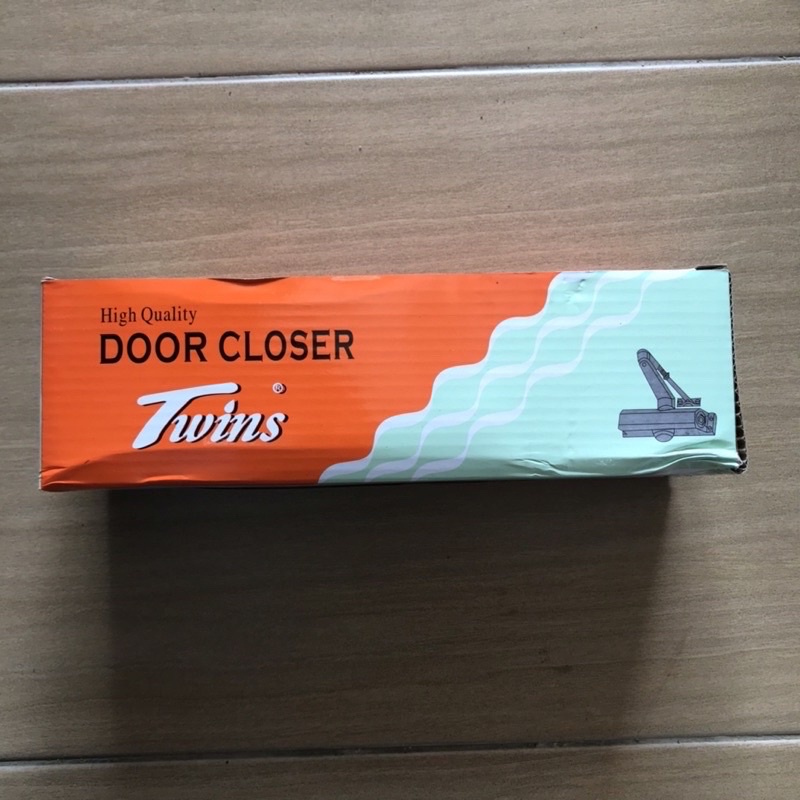 High Quality
DOOR CLOSER
Twins®